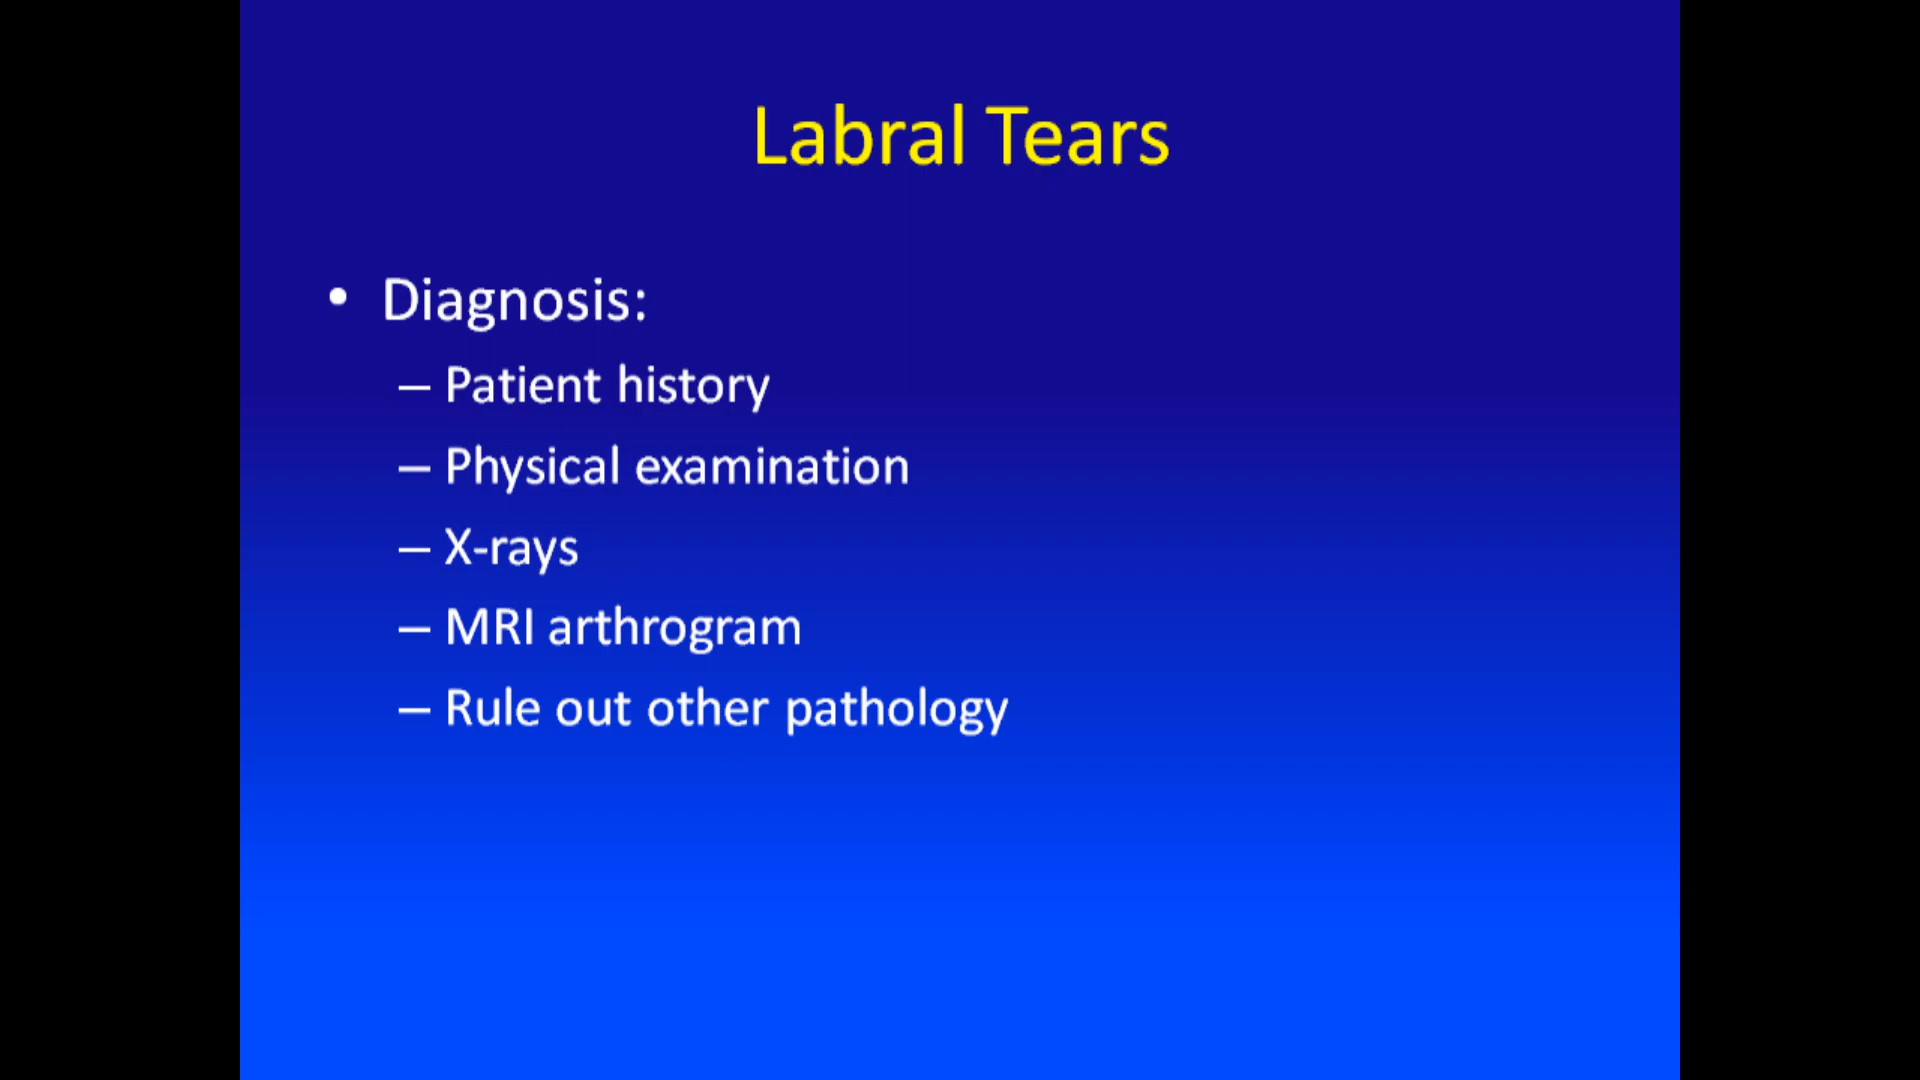 Labral Tears
• Diagnosis:
– Patient history
– Physical examination
– X-rays
– MRI arthrogram
– Rule out other pathology